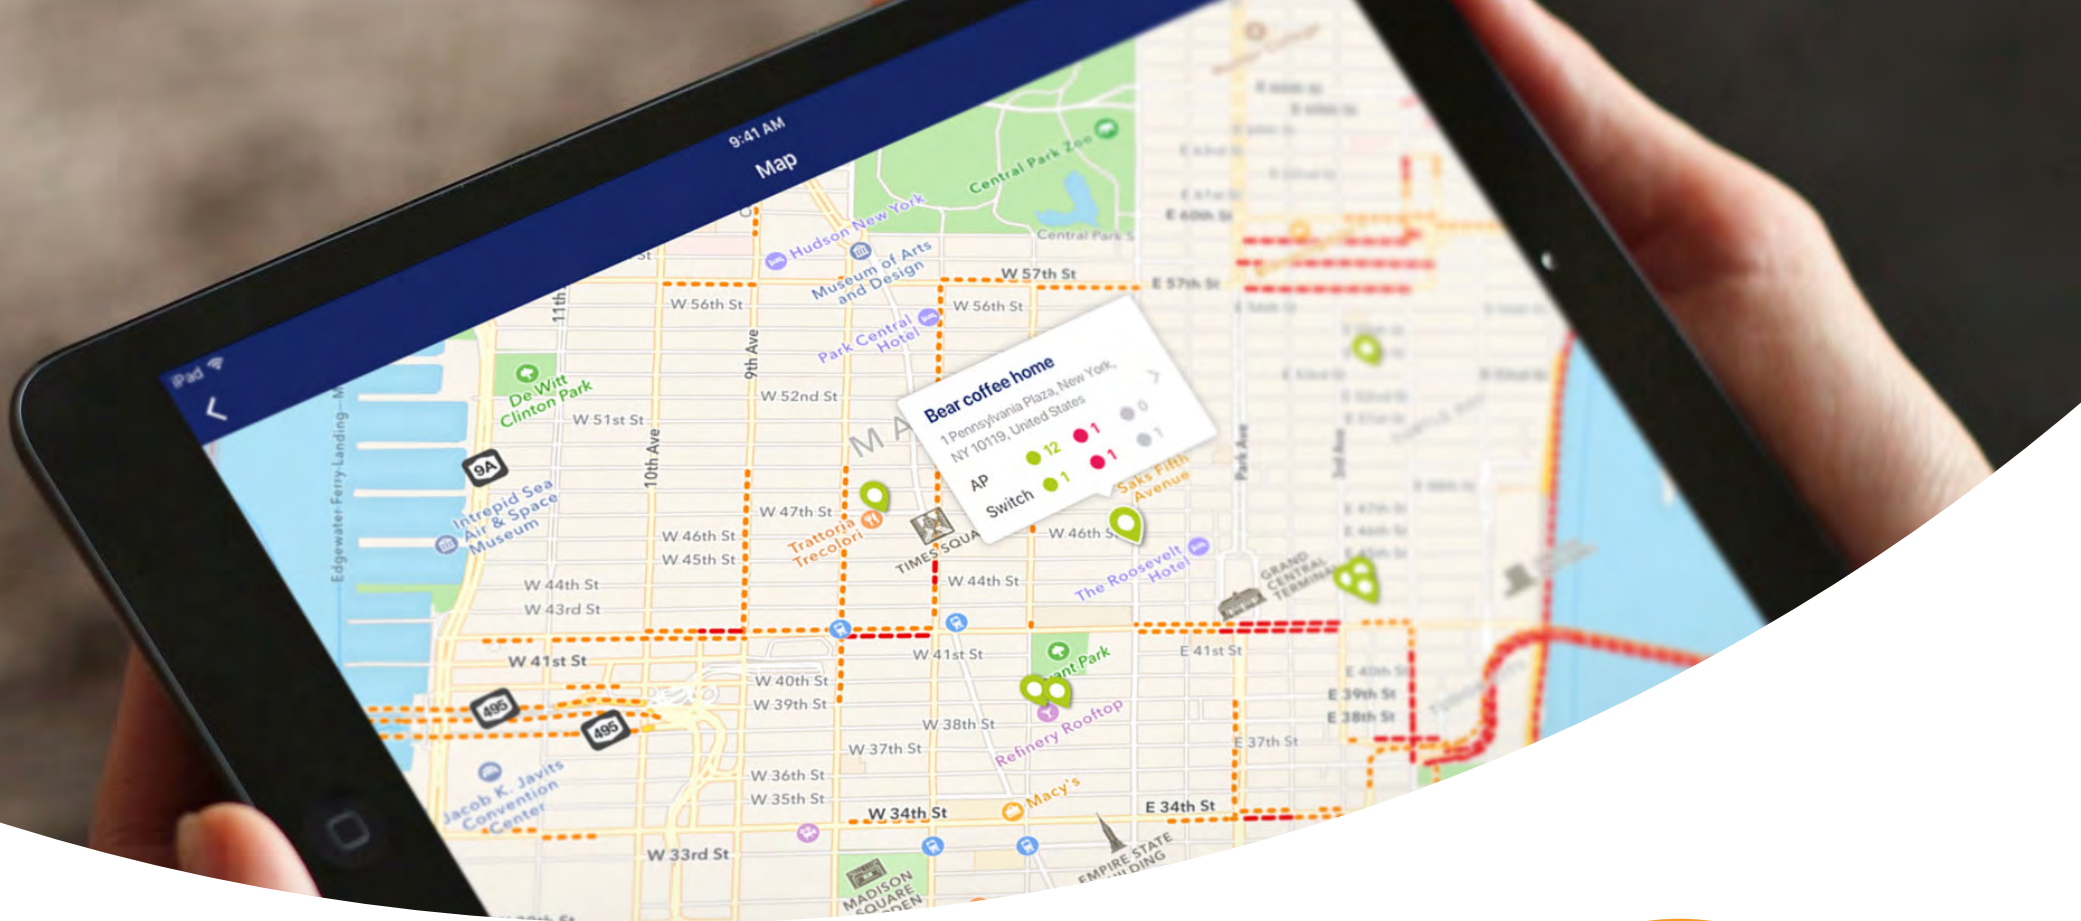 9:41 AM
Map
iPad
Central Park Zoo
Hudson New York
Museum of Arts
and Design
Central Park S
E 60th St
W 57th St
E 57th St
11th
W 56th St
W 56th St
Park Central
Hotel
9th Ave
De Witt
Clinton Park
W 52nd St
W 51st St
10th Ave
MA
Bear coffee home
1 Pennsylvania Plaza, New York,
NY 10119, United States
AP 12 1 0
Switch 1 1 1
Park Ave
3rd Ave
9A
Edgewater Ferry Landing—M
Intrepid Sea
Air & Space
Museum
Saks Fifth
Avenue
W 47th St
Trattoria
Trecolori
TIMES SQUA
W 46th St
W 46th S
W 45th St
W 44th St
W 44th St
W 43rd St
The Roosevelt
Hotel
GRAND
CENTRAL
TERMINAL
W 41st St
W 41st St
E 41st St
ant Park
W 40th St
E 40th St
W 39th St
E 39th St
495
495
W 38th St
E 38th St
Refinery Rooftop
W 37th St
E 37th St
W 36th St
W 35th St
Jacob K. Javits
Convention
Center
Macy's
W 34th St
E 34th St
W 33rd St
EMPIRE STATE
UILDING
MADISON
SQUARE
DEN